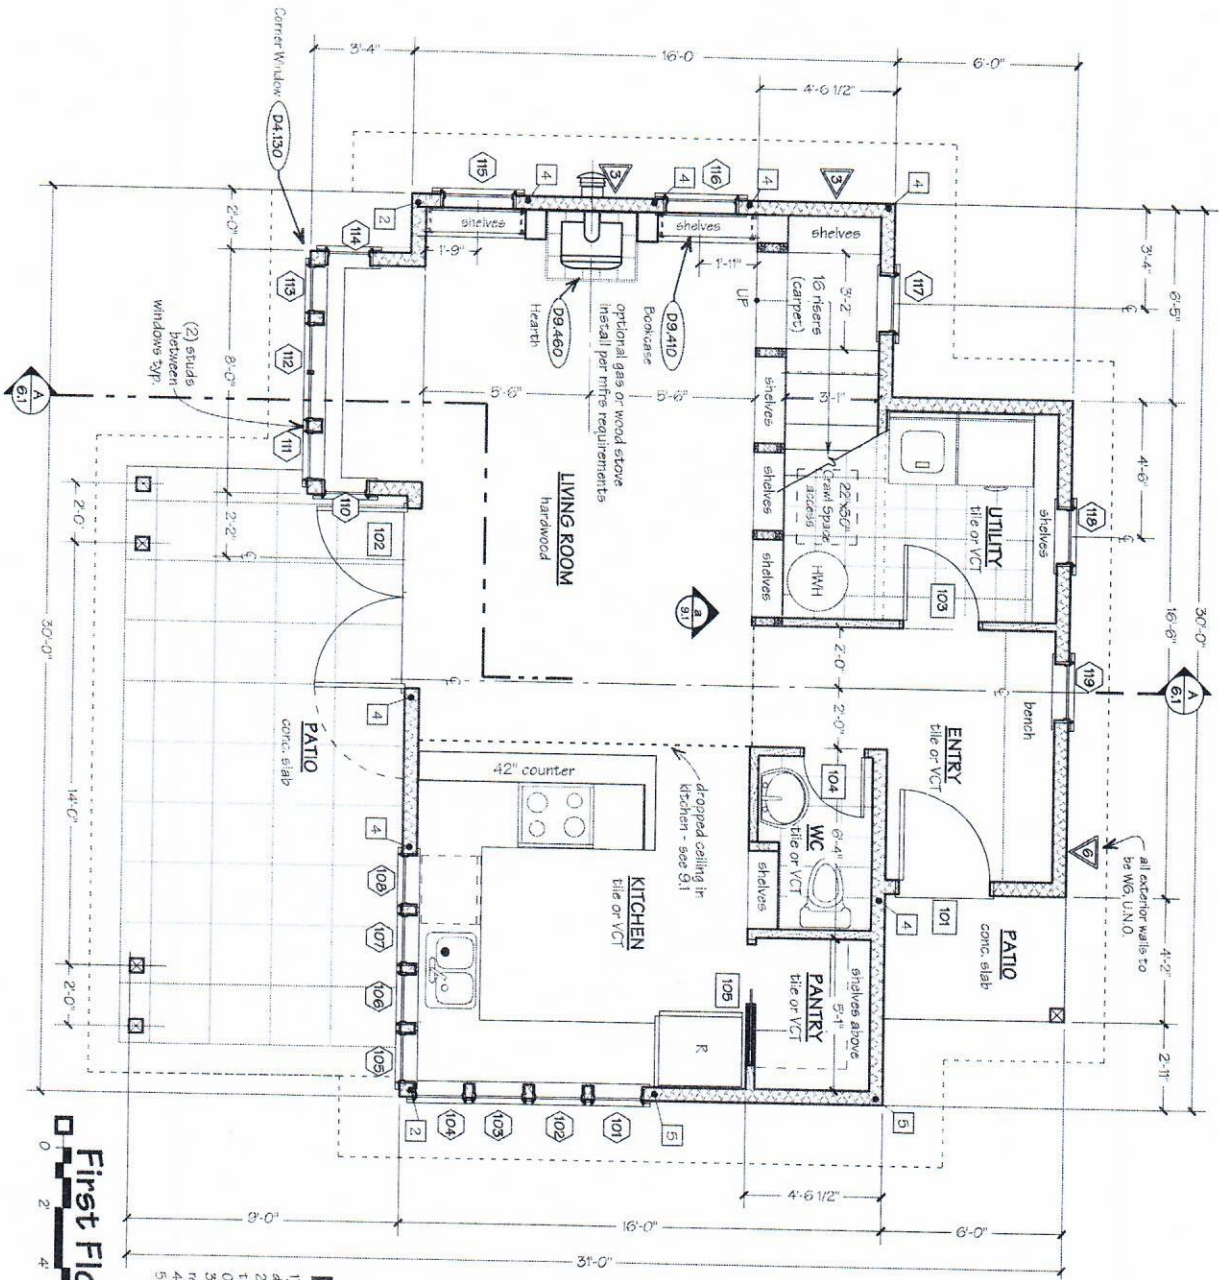 30'-0"
6'-5"
16'-6"
4'-2"
2'-11"
3'-4"
4'-6"
6'-0"
16'-0
3'-4"
4'-6 1/2"
A
6.1
117
118
119
all exterior walls to
be W6, U.N.O.
6
3
3
4
4
4
4
2
115
116
shelves
shelves
shelves
16 risers
(carpet)
3'-2"
UP
UTILITY
tile or VCT
shelves
103
22"x30"
Crawl Space
access
HWH
shelves
shelves
shelves
bench
ENTRY
tile or VCT
101
PATIO
conc. slab
4
2'-0"
2'-0"
104
WC
tile or VCT
6'-4"
shelves
PANTRY
tile or VCT
shelves above
5'-1"
105
R
5
Bookcase
D9.410
1'-11"
Hearth
D9.460
optional gas or wood stove
install per mfrs requirements
1'-9"
5'-6"
5'-6"
LIVING ROOM
hardwood
a
9.1
dropped ceiling in
kitchen - see 9.1
KITCHEN
tile or VCT
42" counter
5
Corner Window
D4.130
114
113
112
111
110
(2) studs
between
windows typ.
102
4
4
108
107
106
105
2
104
103
102
101
2'-0"
8'-0"
2'-2"
PATIO
conc. slab
2'-0"
14'-0"
2'-0"
30'-0"
A
6.1
4'-6 1/2"
9'-0"
16'-0"
6'-0"
31'-0"
First Flo
0 2' 4'